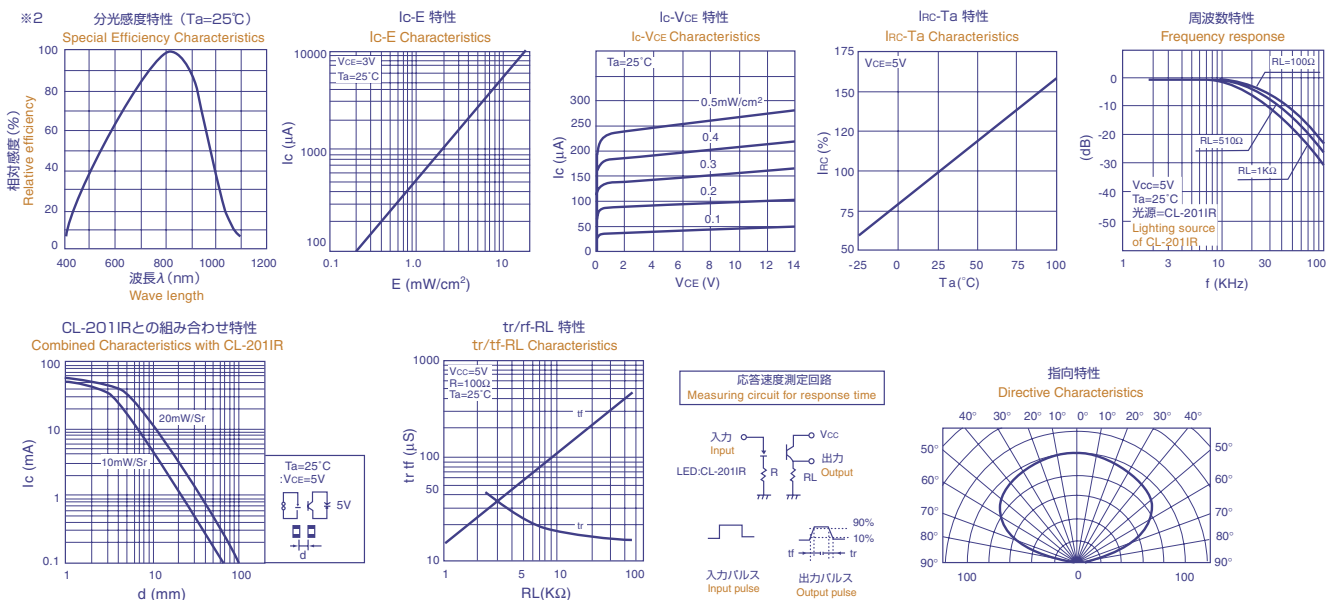 ※2
分光感度特性（Ta=25℃）
Special Efficiency Characteristics
100
80
60
40
20
0
相対感度(%)
Relative efficiency
400 600 800 1000 1200
波長λ(nm)
Wave length
Ic-E 特性
Ic-E Characteristics
VCE=3V
Ta=25°C
10000
1000
100
Ic (μA)
0.1 1.0 10
E (mW/cm²)
Ic-VCE 特性
Ic-VCE Characteristics
Ta=25°C
300
250
200
150
100
50
0
Ic (μA)
0.5mW/cm²
0.4
0.3
0.2
0.1
0 2 4 6 8 10 12 14
VCE (V)
IRC-Ta 特性
IRC-Ta Characteristics
VCE=5V
175
150
125
100
75
50
IRC (%)
-25 0 25 50 75 100
Ta(°C)
周波数特性
Frequency response
RL=100Ω
0
-10
-20
-30
-40
-50
(dB)
RL=510Ω
RL=1KΩ
Vcc=5V
Ta=25°C
光源=CL-201IR
Lighting source
of CL-201IR
1 3 10 30 100
f (KHz)
CL-201IRとの組み合わせ特性
Combined Characteristics with CL-201IR
100
10
1
0.1
Ic (mA)
20mW/Sr
10mW/Sr
Ta=25°C
:VCE=5V
5V
d
1 10 100
d (mm)
tr/rf-RL 特性
tr/tf-RL Characteristics
Vcc=5V
R=100Ω
Ta=25°C
1000
100
50
10
tr tf (μS)
tf
tr
1 5 10 100
RL(KΩ)
応答速度測定回路
Measuring circuit for response time
入力
Input
Vcc
出力
Output
LED:CL-201IR
R
RL
90%
10%
tf
tr
入力パルス
Input pulse
出力パルス
Output pulse
指向特性
Directive Characteristics
40° 30° 20° 10° 0° 10° 20° 30° 40°
50° 50°
60° 60°
70° 70°
80° 80°
90° 90°
100 0 100